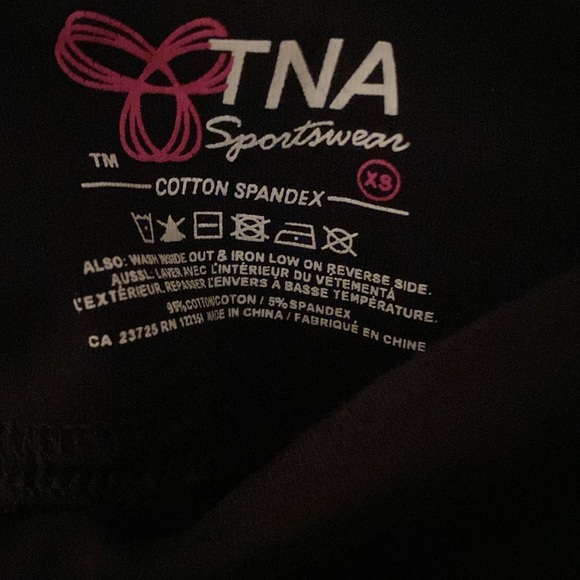 TNA
Sportswear
TM
XS
COTTON SPANDEX
ALSO: WASH INSIDE OUT & IRON LOW ON REVERSE SIDE.
AUSSI: LAVER AVEC L'INTÉRIEUR DU VÊTEMENT À
L'EXTÉRIEUR. REPASSER L'ENVERS À BASSE TEMPÉRATURE.
95% COTTON/COTON / 5% SPANDEX
CA 23725 RN MADE IN CHINA / FABRIQUÉ EN CHINE